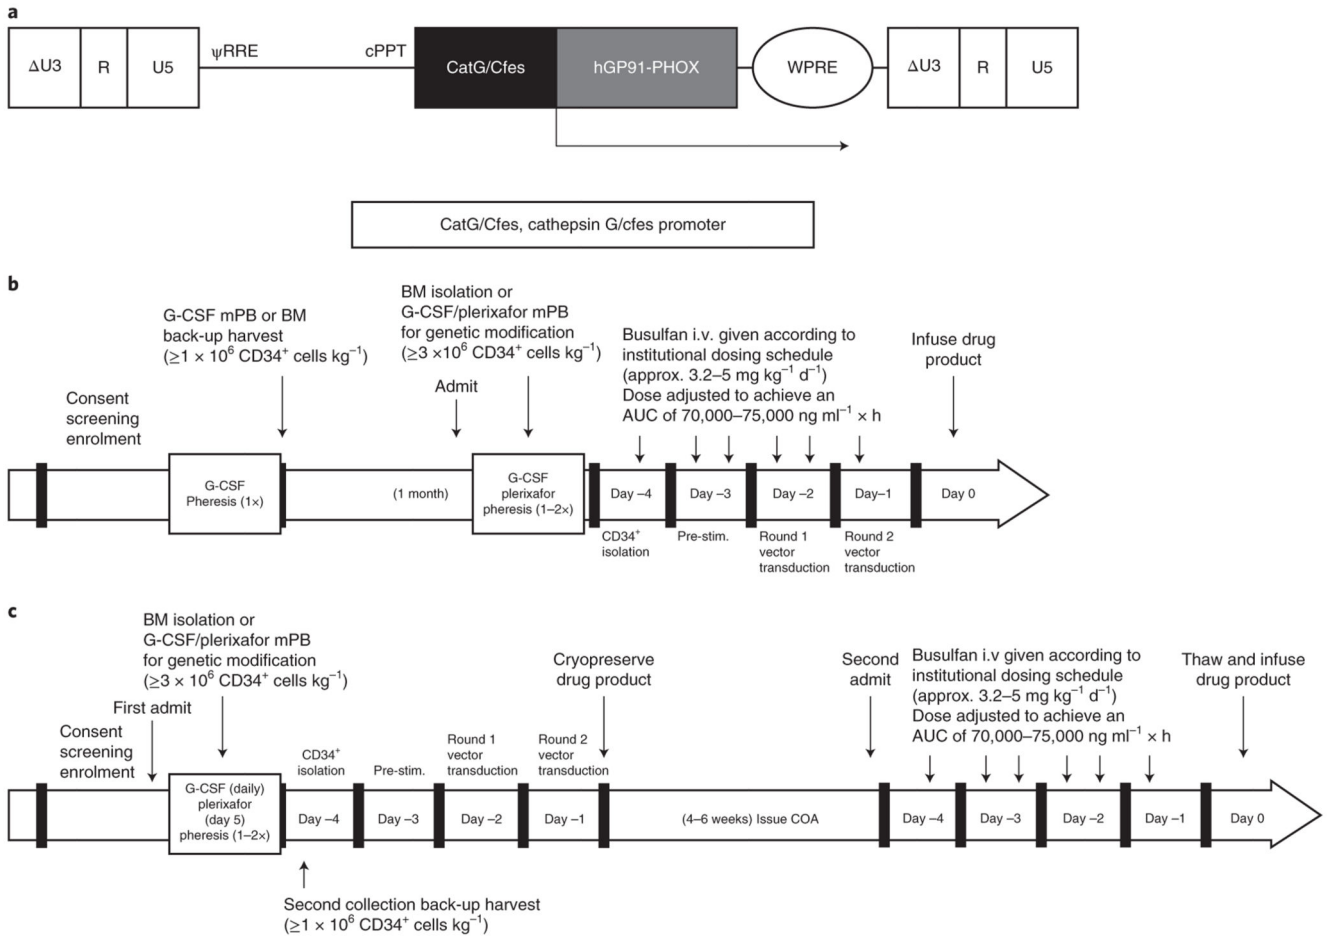 a
ΔU3
R
U5
ψRRE
cPPT
CatG/Cfes
hGP91-PHOX
WPRE
ΔU3
R
U5
CatG/Cfes, cathepsin G/cfes promoter
b
Consent
screening
enrolment
G-CSF mPB or BM
back-up harvest
(≥1 × 10⁶ CD34⁺ cells kg⁻¹)
BM isolation or
G-CSF/plerixafor mPB
for genetic modification
(≥3 ×10⁶ CD34⁺ cells kg⁻¹)
Admit
Busulfan i.v. given according to
institutional dosing schedule
(approx. 3.2–5 mg kg⁻¹ d⁻¹)
Dose adjusted to achieve an
AUC of 70,000–75,000 ng ml⁻¹ × h
Infuse drug
product
G-CSF
Pheresis (1×)
(1 month)
G-CSF
plerixafor
pheresis (1–2×)
Day –4
Day –3
Day –2
Day–1
Day 0
CD34⁺
isolation
Pre-stim.
Round 1
vector
transduction
Round 2
vector
transduction
c
BM isolation or
G-CSF/plerixafor mPB
for genetic modification
(≥3 × 10⁶ CD34⁺ cells kg⁻¹)
First admit
Consent
screening
enrolment
CD34⁺
isolation
Pre-stim.
Round 1
vector
transduction
Round 2
vector
transduction
Cryopreserve
drug product
Second
admit
Busulfan i.v given according to
institutional dosing schedule
(approx. 3.2–5 mg kg⁻¹ d⁻¹)
Dose adjusted to achieve an
AUC of 70,000–75,000 ng ml⁻¹ × h
Thaw and infuse
drug product
G-CSF (daily)
plerixafor
(day 5)
pheresis (1–2×)
Day –4
Day –3
Day –2
Day –1
(4–6 weeks) Issue COA
Day –4
Day –3
Day –2
Day –1
Day 0
Second collection back-up harvest
(≥1 × 10⁶ CD34⁺ cells kg⁻¹)